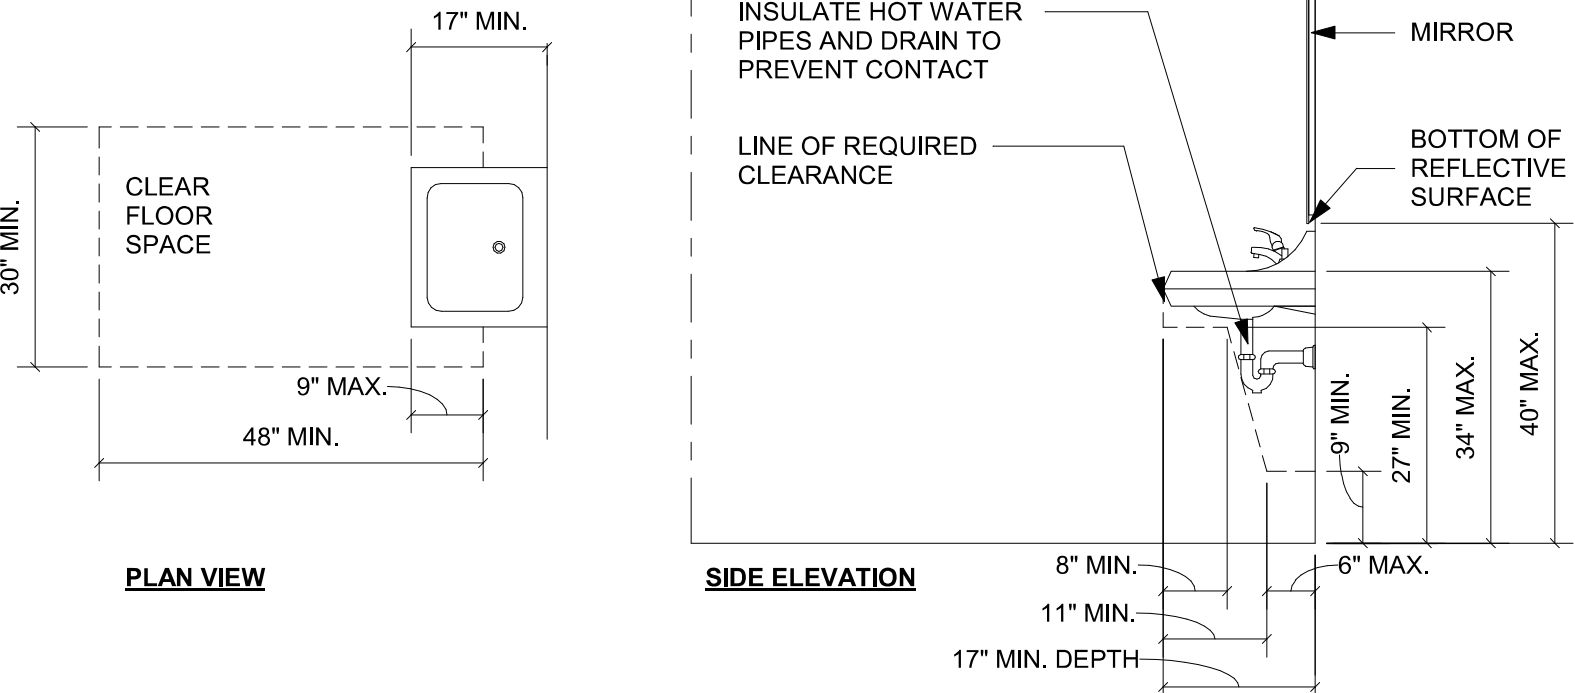 17" MIN.
30" MIN.
CLEAR
FLOOR
SPACE
9" MAX.
48" MIN.
PLAN VIEW
INSULATE HOT WATER
PIPES AND DRAIN TO
PREVENT CONTACT
LINE OF REQUIRED
CLEARANCE
MIRROR
BOTTOM OF
REFLECTIVE
SURFACE
9" MIN.
27" MIN.
34" MAX.
40" MAX.
SIDE ELEVATION
8" MIN.
6" MAX.
11" MIN.
17" MIN. DEPTH